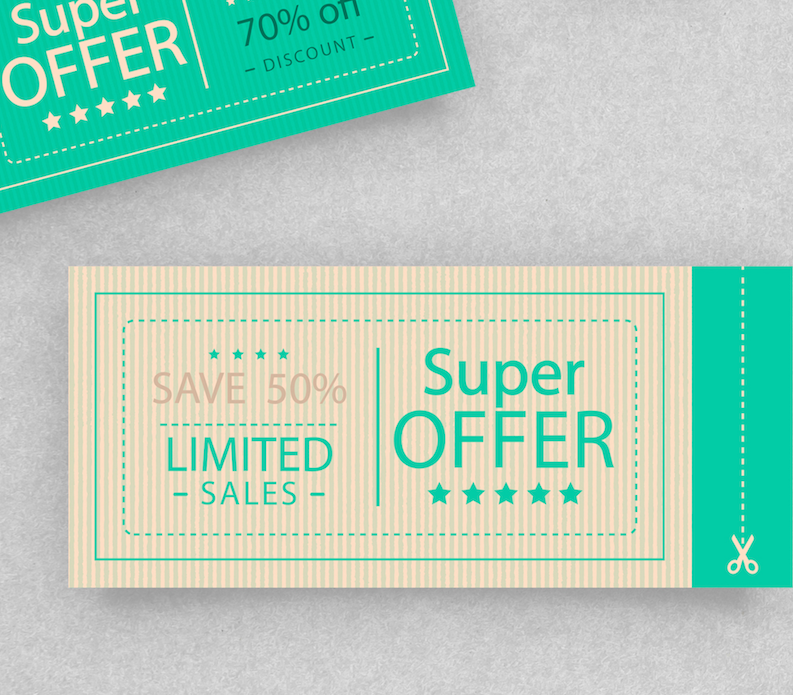 Super
OFFER
70% off
– DISCOUNT –
SAVE 50%
LIMITED
– SALES –
Super
OFFER